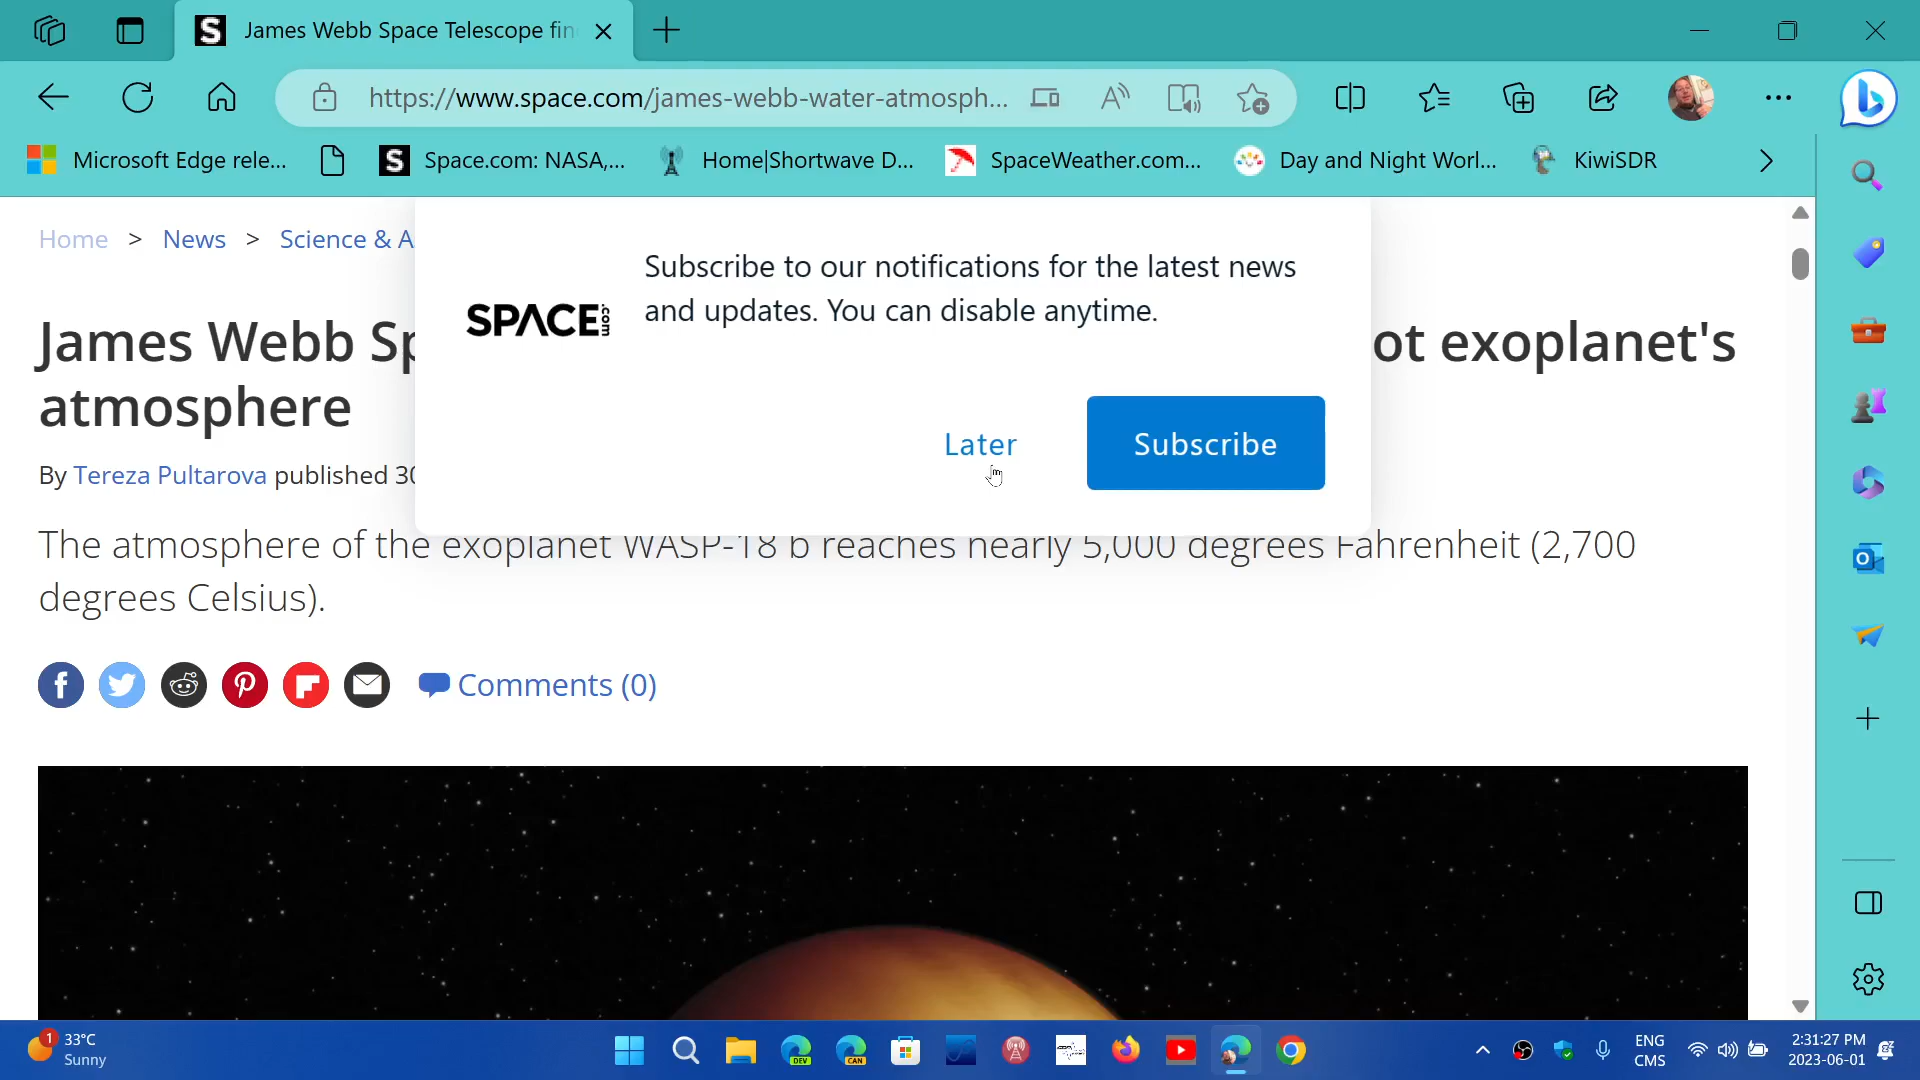 James Webb Space Telescope fin
https://www.space.com/james-webb-water-atmosph...
Microsoft Edge rele...
Space.com: NASA,...
Home|Shortwave D...
SpaceWeather.com...
Day and Night Worl...
KiwiSDR
Home > News > Science & A
Subscribe to our notifications for the latest news
and updates. You can disable anytime.
SPACE.com
Later
Subscribe
James Webb Sp
ot exoplanet's
atmosphere
By Tereza Pultarova published 30
The atmosphere of the exoplanet WASP-18 b reaches nearly 5,000 degrees Fahrenheit (2,700
degrees Celsius).
Comments (0)
1
33°C
Sunny
DEV
CAN
ENG
CMS
2:31:27 PM
2023-06-01